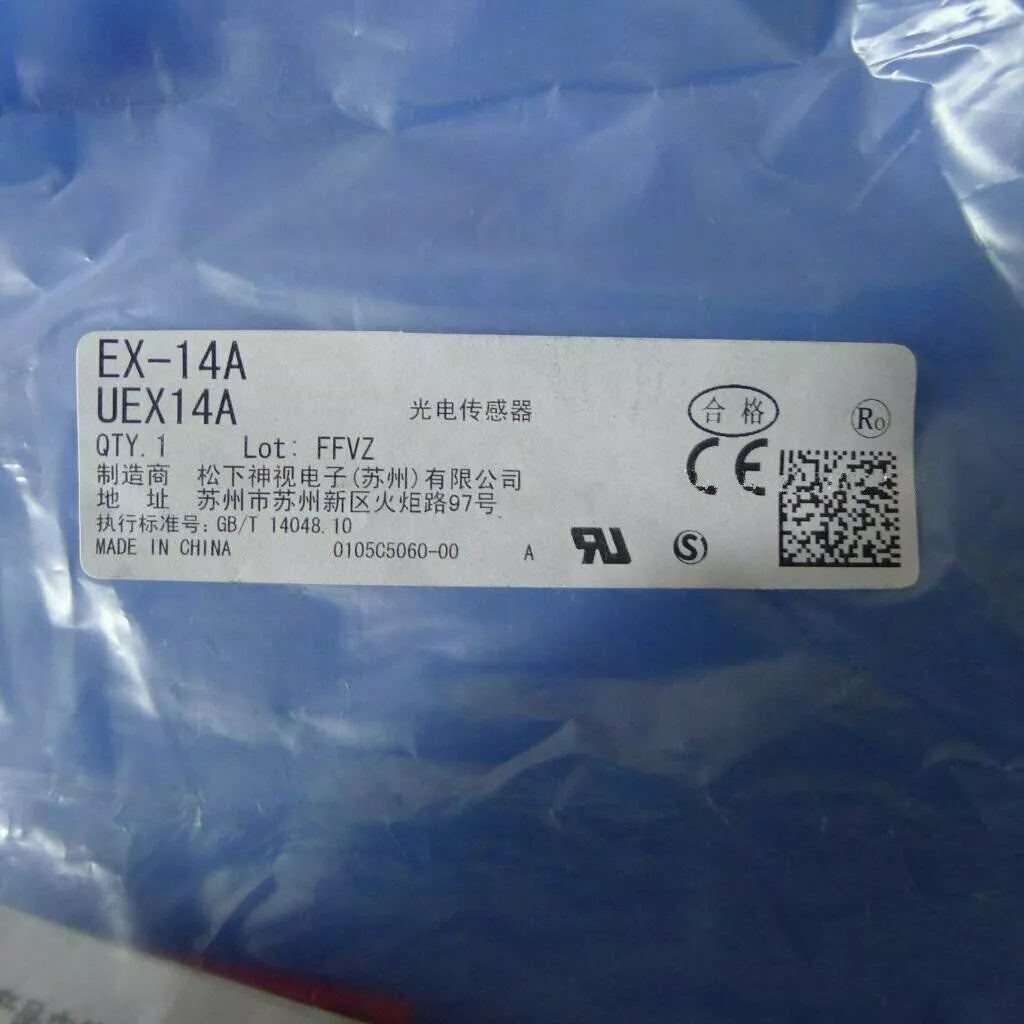 EX-14A
UEX14A
光电传感器
合格
Ro
QTY. 1 Lot: FFVZ
CE
制造商 松下神视电子(苏州)有限公司
地 址 苏州市苏州新区火炬路97号
执行标准号: GB/T 14048.10
MADE IN CHINA 0105C5060-00 A
S